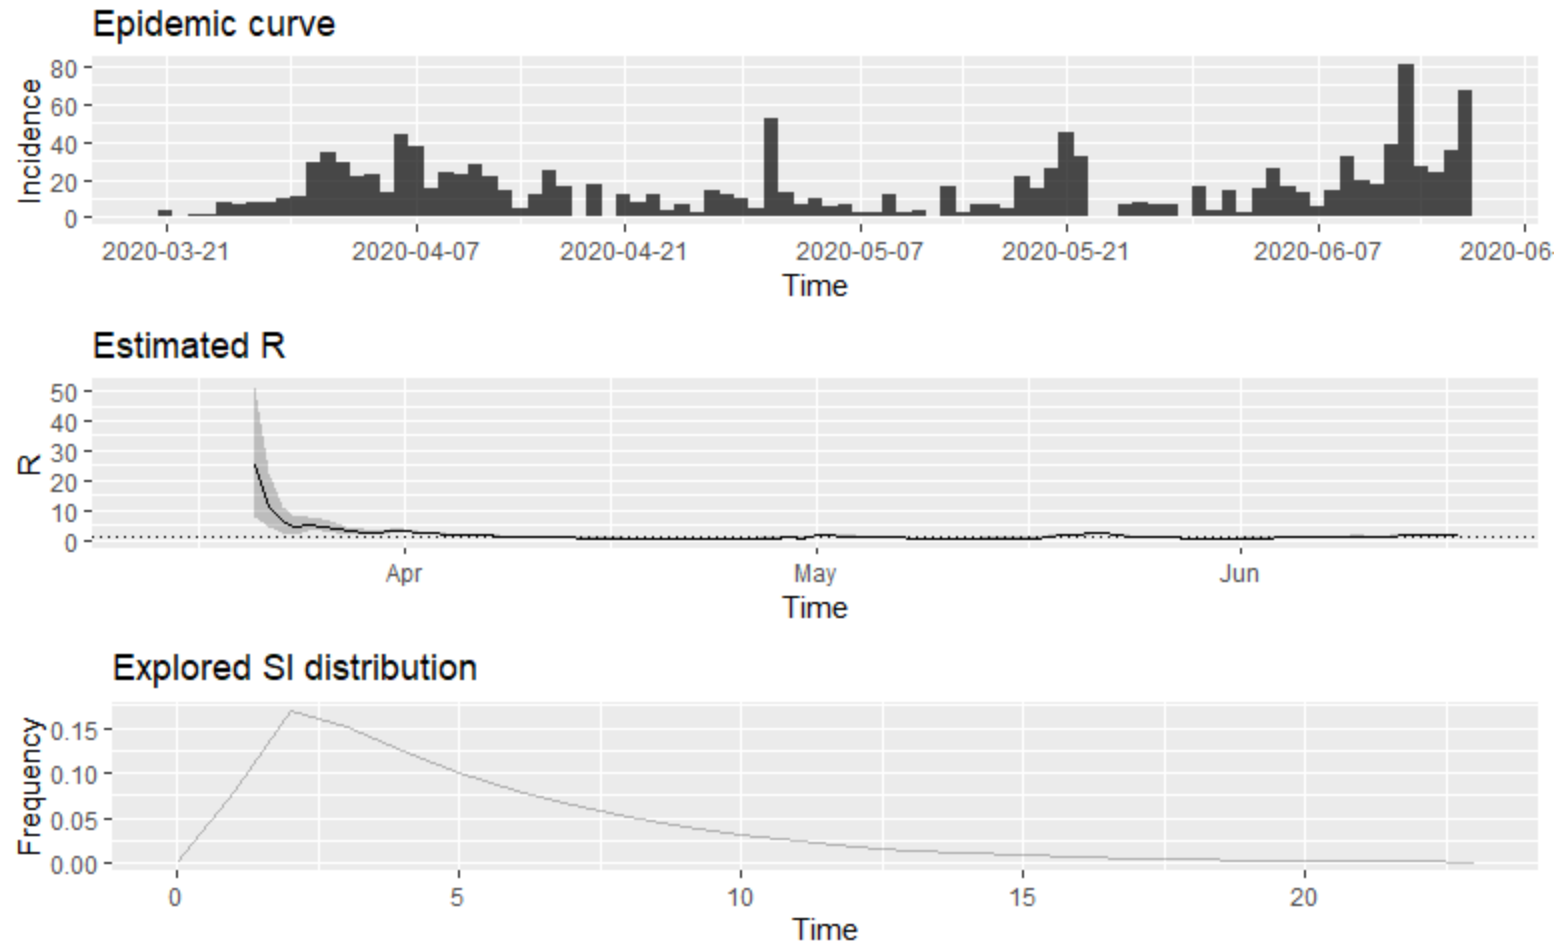 Epidemic curve
Incidence
80
60
40
20
0
2020-03-21 2020-04-07 2020-04-21 2020-05-07 2020-05-21 2020-06-07 2020-06-
Time
Estimated R
R
50
40
30
20
10
0
Apr May Jun
Time
Explored SI distribution
Frequency
0.15
0.10
0.05
0.00
0 5 10 15 20
Time